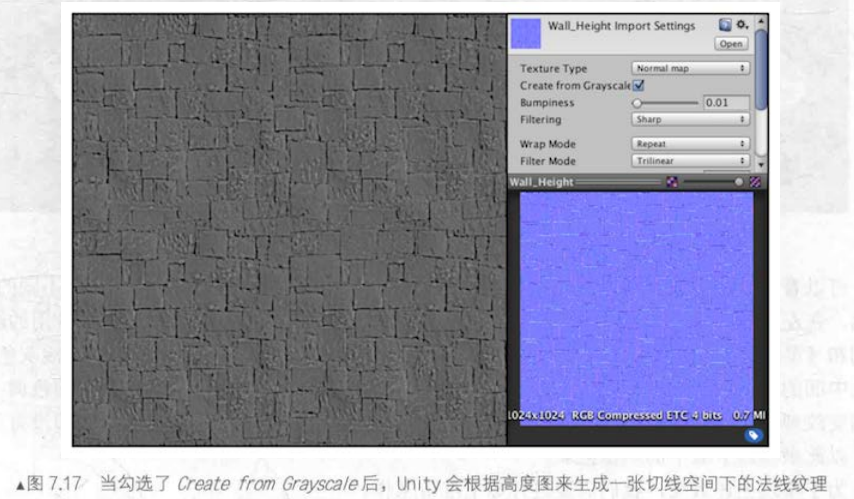 Wall_Height Import Settings
Open
Texture Type Normal map
Create from Grayscale
Bumpiness 0.01
Filtering Sharp
Wrap Mode Repeat
Filter Mode Trilinear
Wall_Height
1024x1024 RGB Compressed ETC 4 bits 0.7 MI
▲图 7.17 当勾选了 Create from Grayscale 后，Unity 会根据高度图来生成一张切线空间下的法线纹理